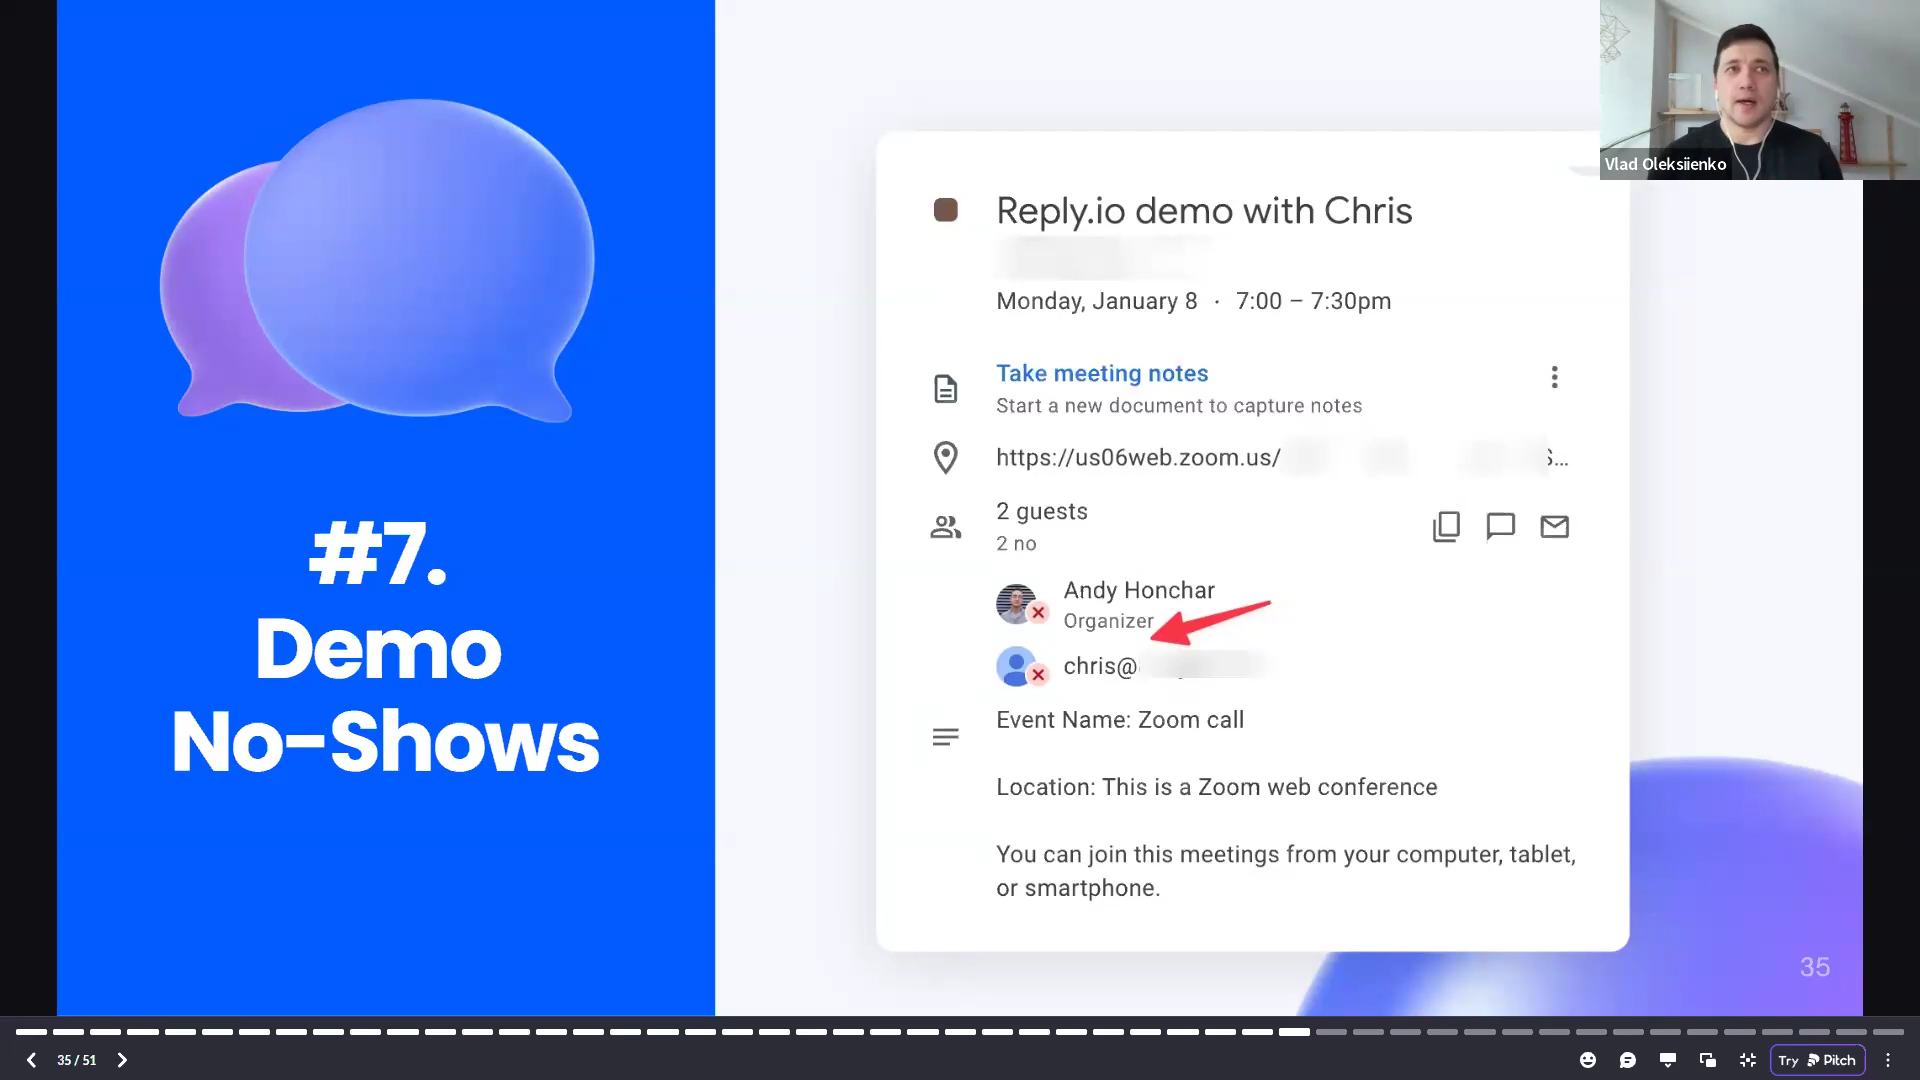 #7.
Demo
No-Shows
Reply.io demo with Chris
Monday, January 8 · 7:00 – 7:30pm
Take meeting notes
Start a new document to capture notes
https://us06web.zoom.us/
2 guests
2 no
Andy Honchar
Organizer
chris@
Event Name: Zoom call
Location: This is a Zoom web conference
You can join this meetings from your computer, tablet,
or smartphone.
35
Vlad Oleksiienko
35 / 51
Try Pitch